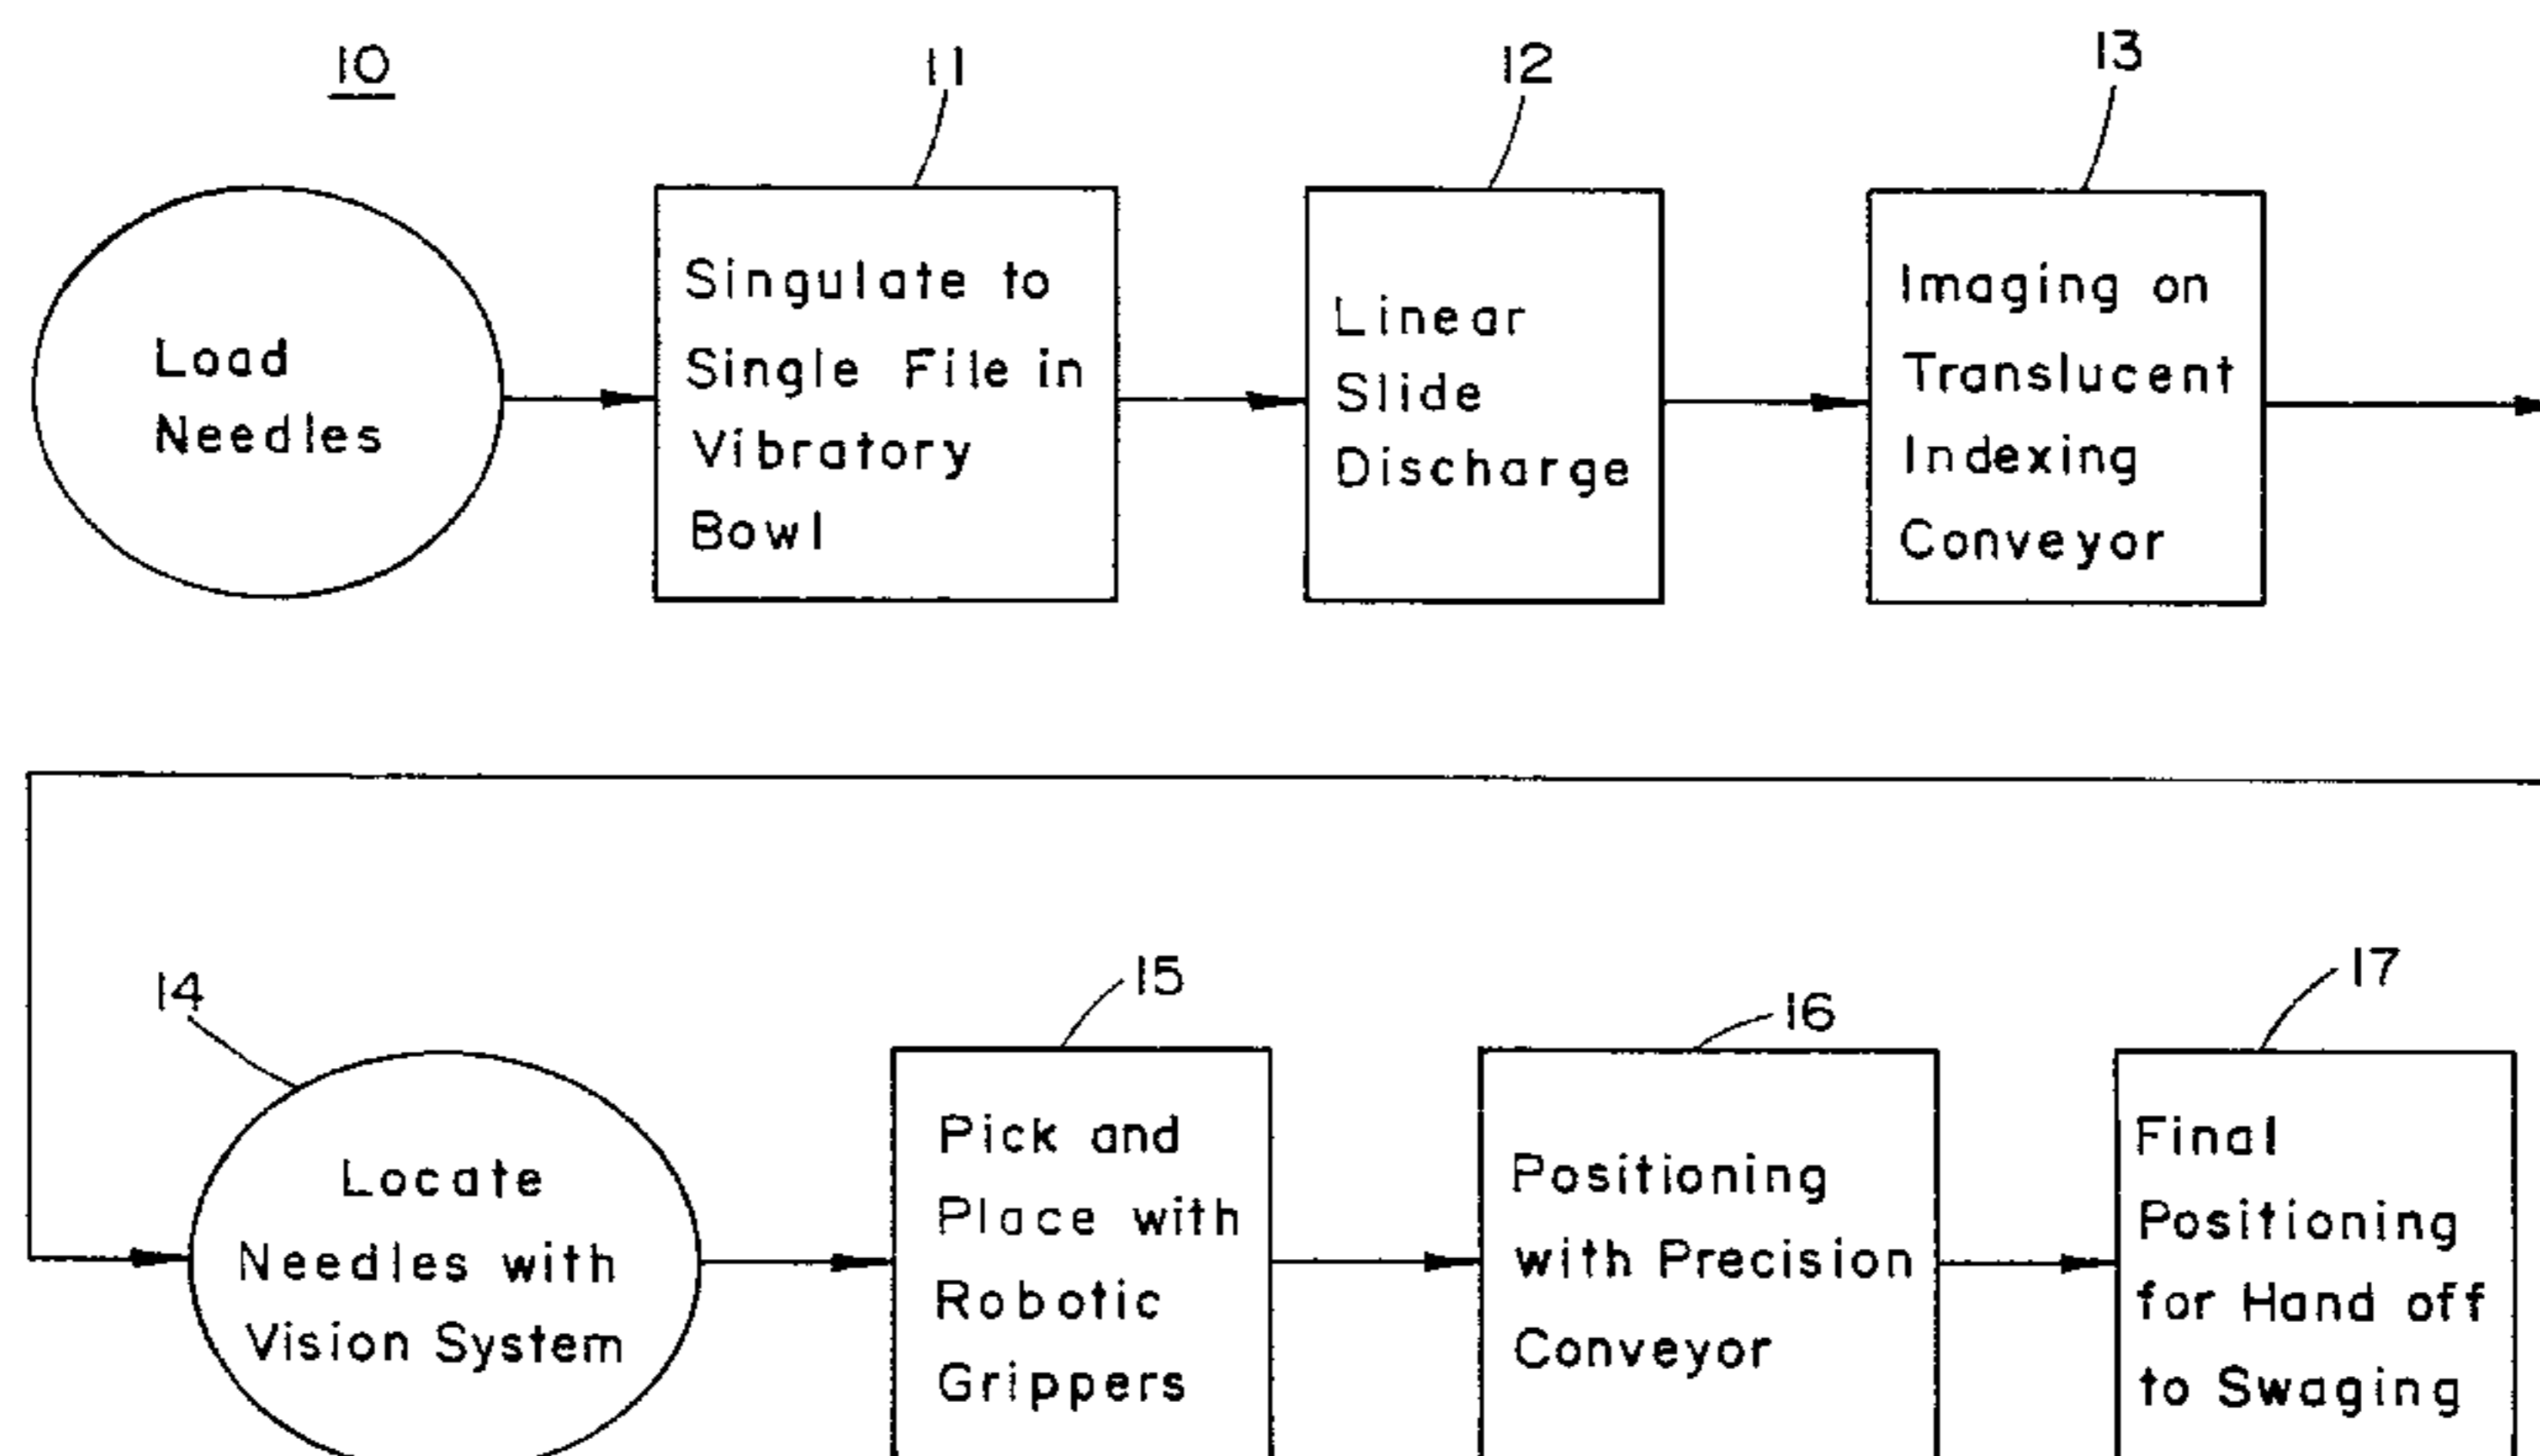 10
11
12
13
Load
Needles
Singulate to
Single File in
Vibratory
Bowl
Linear
Slide
Discharge
Imaging on
Translucent
Indexing
Conveyor
14
15
16
17
Locate
Needles with
Vision System
Pick and
Place with
Robotic
Grippers
Positioning
with Precision
Conveyor
Final
Positioning
for Hand off
to Swaging